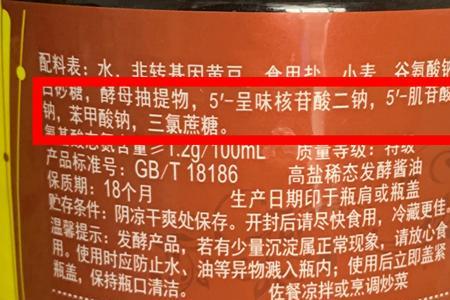 配料表：水，非转基因黄豆，食用盐，小麦，谷氨酸钠
白砂糖，酵母抽提物，5′-呈味核苷酸二钠，5′-肌苷酸
钠，苯甲酸钠，三氯蔗糖。
氨基酸态氮含量≥1.2g/100mL 质量等级：特级
产品标准号：GB/T 18186 高盐稀态发酵酱油
保质期：18个月 生产日期印于瓶肩或瓶盖
贮存条件：阴凉干爽处保存。开封后请尽快食用，冷藏更佳。
温馨提示：发酵产品，若有少量沉淀属正常现象，请放心食
用。使用时应防止水、油等异物溅入瓶内；使用后立即盖紧
瓶盖，保持瓶口清洁。 佐餐凉拌或烹调炒菜